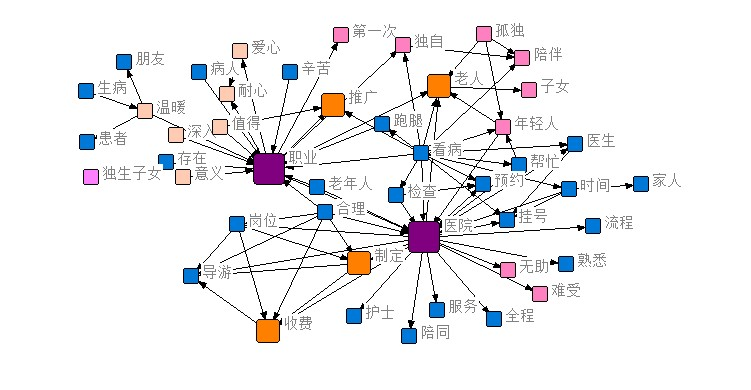 第一次
孤独
爱心
独自
陪伴
朋友
病人
辛苦
老人
子女
生病
耐心
推广
温暖
值得
跑腿
年轻人
深入
患者
看病
医生
存在
职业
帮忙
独生子女
意义
老年人
检查
预约
时间
家人
合理
岗位
医院
挂号
流程
导游
制定
无助
熟悉
难受
护士
服务
全程
收费
陪同